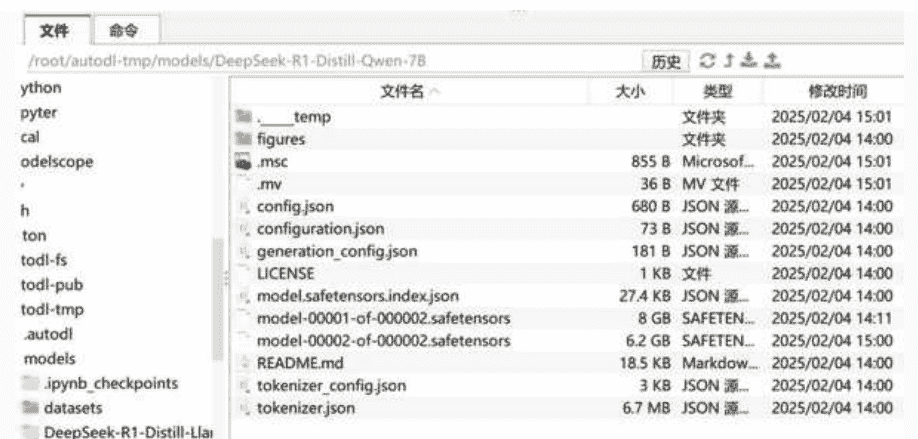 文件 命令
/root/autodl-tmp/models/DeepSeek-R1-Distill-Qwen-7B 历史
ython
pyter
cal
odelscope
h
ton
todl-fs
todl-pub
todl-tmp
.autodl
models
.ipynb_checkpoints
datasets
DeepSeek-R1-Distill-Llar
文件名 大小 类型 修改时间
.____temp 文件夹 2025/02/04 15:01
figures 文件夹 2025/02/04 14:00
.msc 855 B Microsof... 2025/02/04 15:01
.mv 36 B MV 文件 2025/02/04 15:01
config.json 680 B JSON 源... 2025/02/04 14:00
configuration.json 73 B JSON 源... 2025/02/04 14:00
generation_config.json 181 B JSON 源... 2025/02/04 14:00
LICENSE 1 KB 文件 2025/02/04 14:00
model.safetensors.index.json 27.4 KB JSON 源... 2025/02/04 14:00
model-00001-of-000002.safetensors 8 GB SAFETEN... 2025/02/04 14:11
model-00002-of-000002.safetensors 6.2 GB SAFETEN... 2025/02/04 15:00
README.md 18.5 KB Markdow... 2025/02/04 14:00
tokenizer_config.json 3 KB JSON 源... 2025/02/04 14:00
tokenizer.json 6.7 MB JSON 源... 2025/02/04 14:00